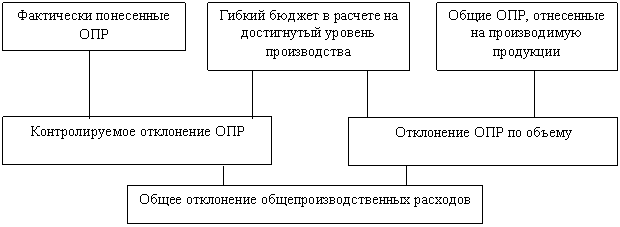 Фактически понесенные
ОПР
Гибкий бюджет в расчете на
достигнутый уровень
производства
Общие ОПР, отнесенные
на производимую
продукции
Контролируемое отклонение ОПР
Отклонение ОПР по объему
Общее отклонение общепроизводственных расходов